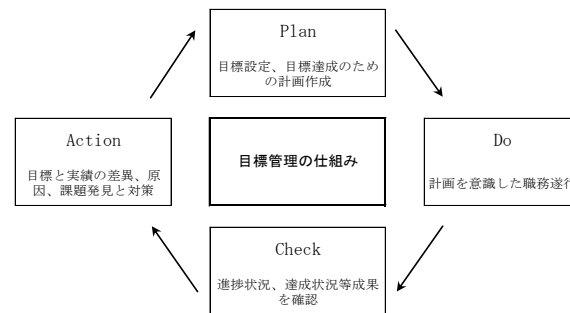 Plan
目標設定、目標達成のため
の計画作成
Action
目標と実績の差異、原
因、課題発見と対策
目標管理の仕組み
Do
計画を意識した職務遂行
Check
進捗状況、達成状況等成果
を確認